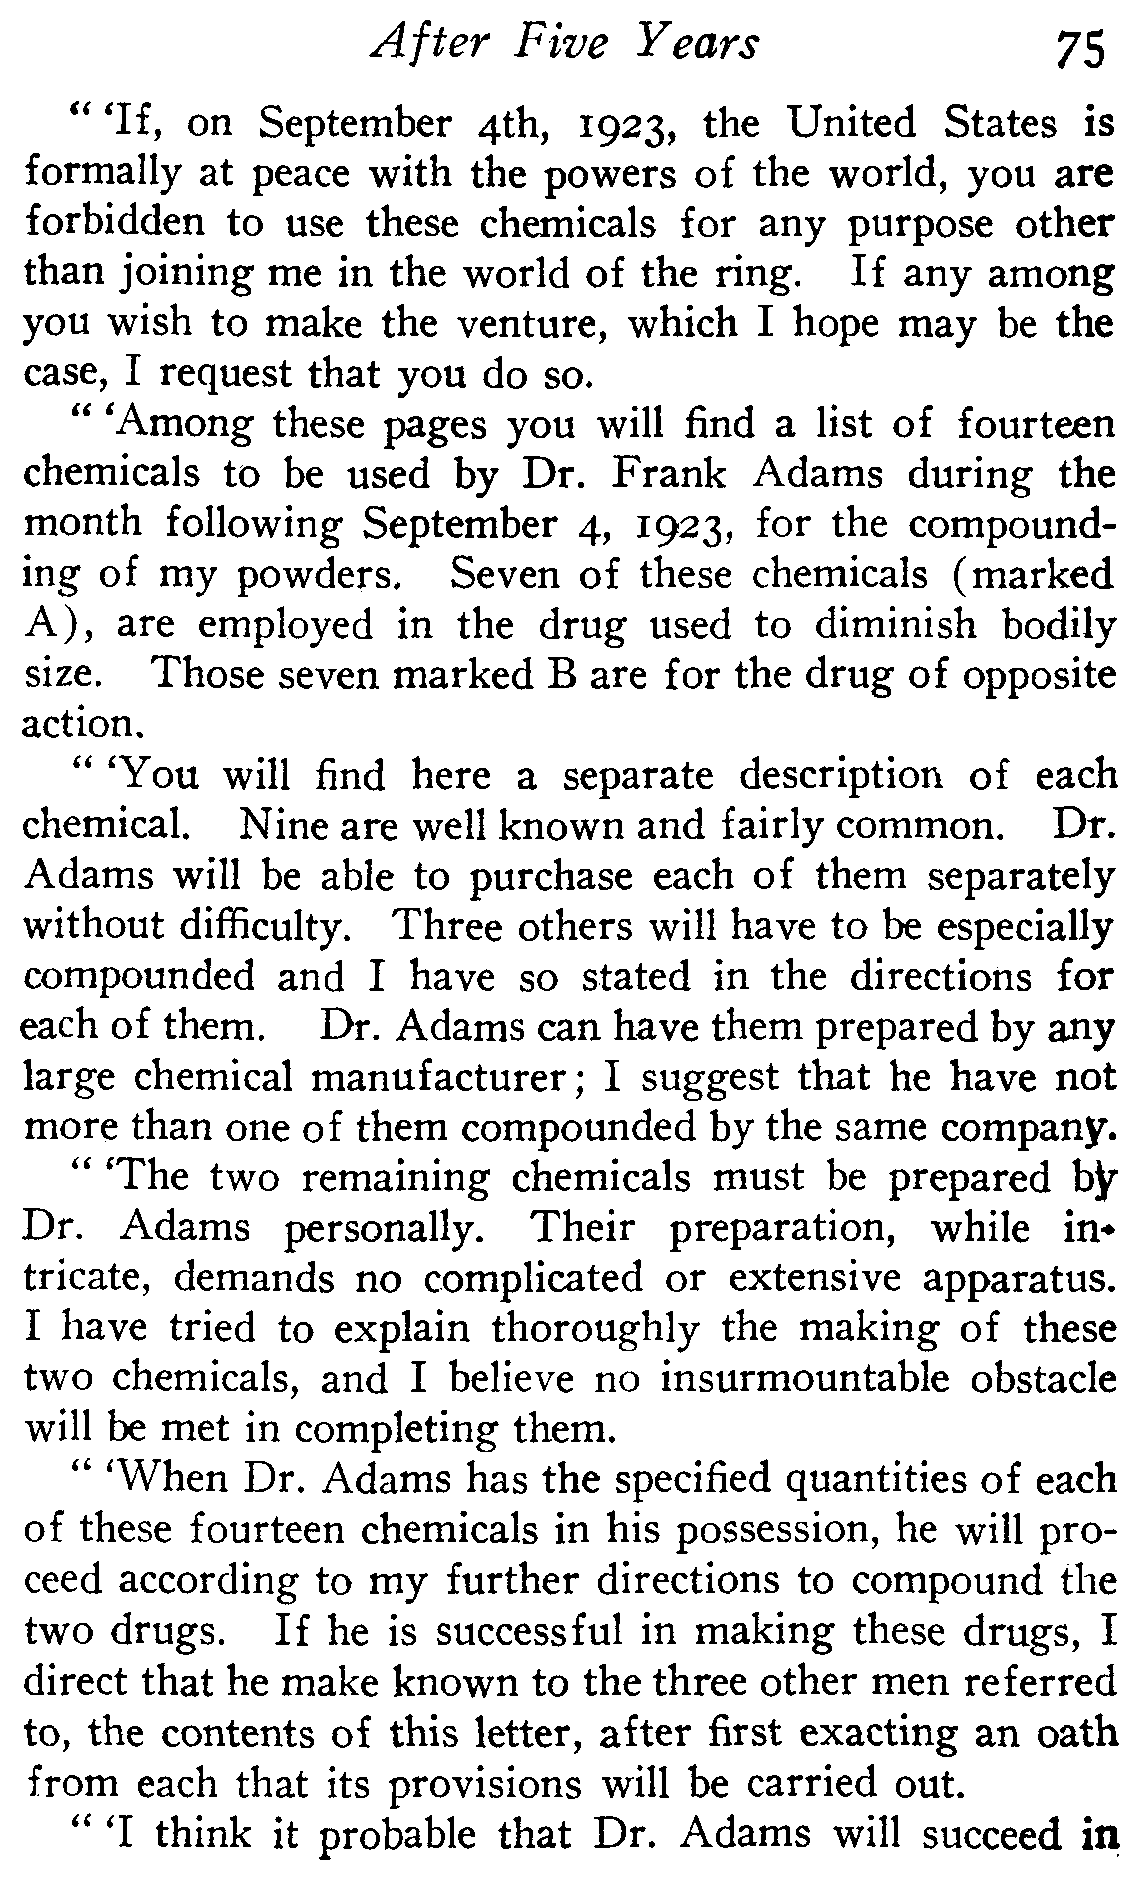 After Five Years 75
“ ‘If, on September 4th, 1923, the United States is
formally at peace with the powers of the world, you are
forbidden to use these chemicals for any purpose other
than joining me in the world of the ring. If any among
you wish to make the venture, which I hope may be the
case, I request that you do so.
“ ‘Among these pages you will find a list of fourteen
chemicals to be used by Dr. Frank Adams during the
month following September 4, 1923, for the compound-
ing of my powders. Seven of these chemicals (marked
A), are employed in the drug used to diminish bodily
size. Those seven marked B are for the drug of opposite
action.
“ ‘You will find here a separate description of each
chemical. Nine are well known and fairly common. Dr.
Adams will be able to purchase each of them separately
without difficulty. Three others will have to be especially
compounded and I have so stated in the directions for
each of them. Dr. Adams can have them prepared by any
large chemical manufacturer; I suggest that he have not
more than one of them compounded by the same company.
“ ‘The two remaining chemicals must be prepared by
Dr. Adams personally. Their preparation, while in-
tricate, demands no complicated or extensive apparatus.
I have tried to explain thoroughly the making of these
two chemicals, and I believe no insurmountable obstacle
will be met in completing them.
“ ‘When Dr. Adams has the specified quantities of each
of these fourteen chemicals in his possession, he will pro-
ceed according to my further directions to compound the
two drugs. If he is successful in making these drugs, I
direct that he make known to the three other men referred
to, the contents of this letter, after first exacting an oath
from each that its provisions will be carried out.
“ ‘I think it probable that Dr. Adams will succeed in